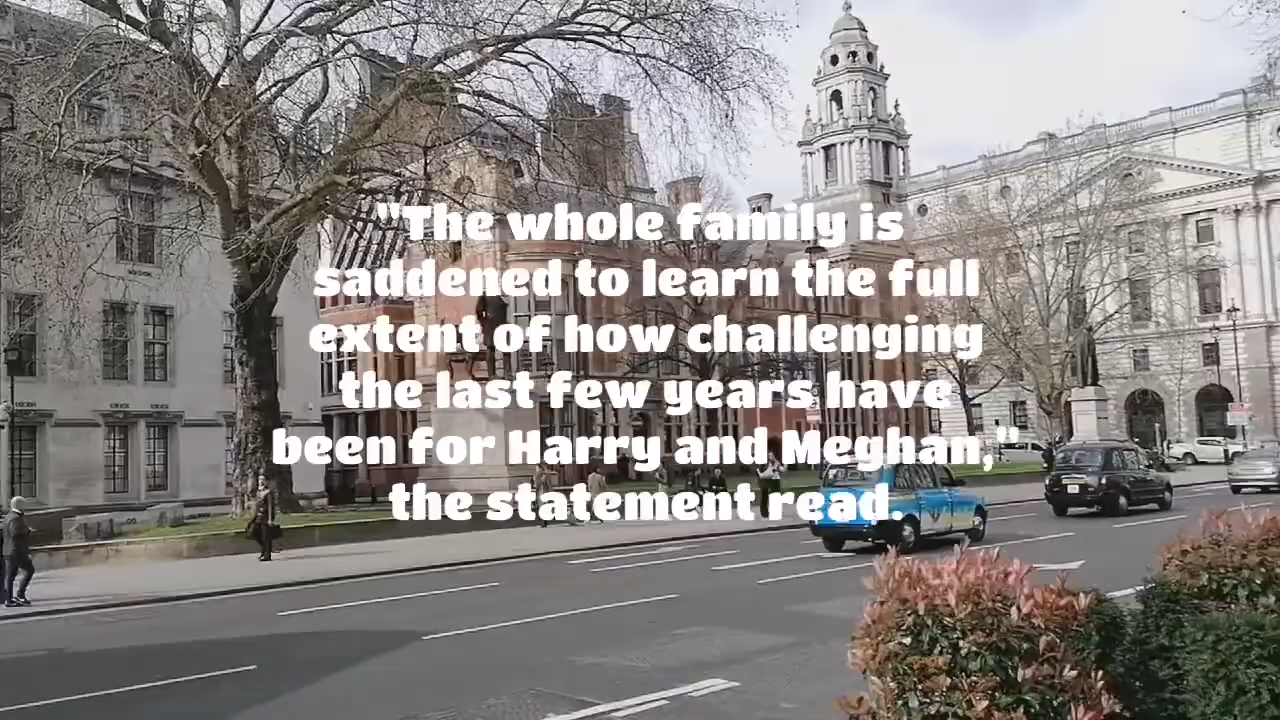 "The whole family is
saddened to learn the full
extent of how challenging
the last few years have
been for Harry and Meghan,"
the statement read.